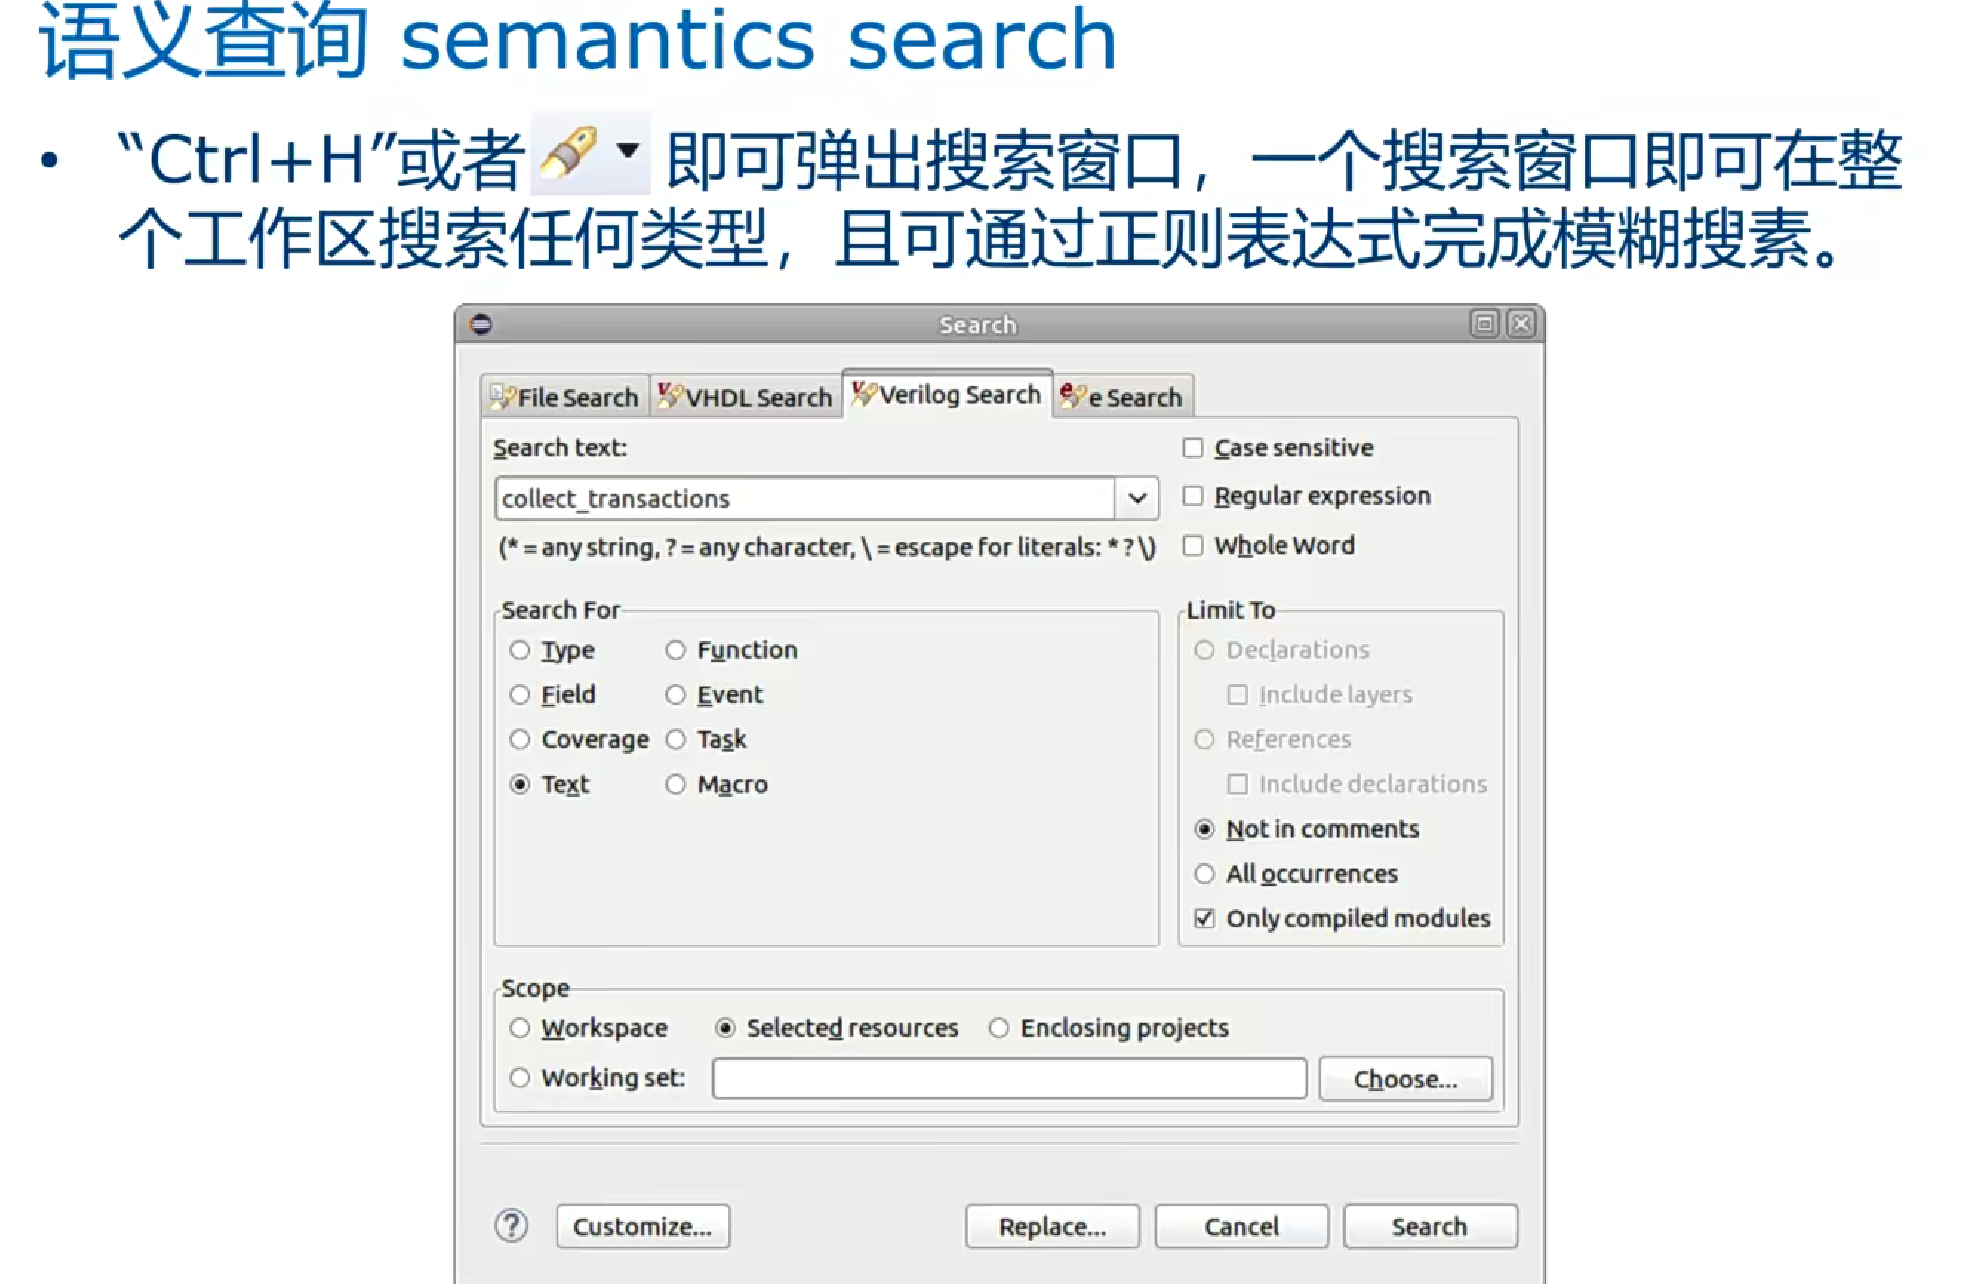 语义查询 semantics search
• “Ctrl+H”或者 即可弹出搜索窗口，一个搜索窗口即可在整
个工作区搜索任何类型，且可通过正则表达式完成模糊搜素。
Search
File Search VHDL Search Verilog Search e Search
Search text:
Case sensitive
collect_transactions
Regular expression
(* = any string, ? = any character, \ = escape for literals: * ? \)
Whole Word
Search For
Type Function
Field Event
Coverage Task
Text Macro
Limit To
Declarations
Include layers
References
Include declarations
Not in comments
All occurrences
Only compiled modules
Scope
Workspace Selected resources Enclosing projects
Working set: Choose...
? Customize... Replace... Cancel Search